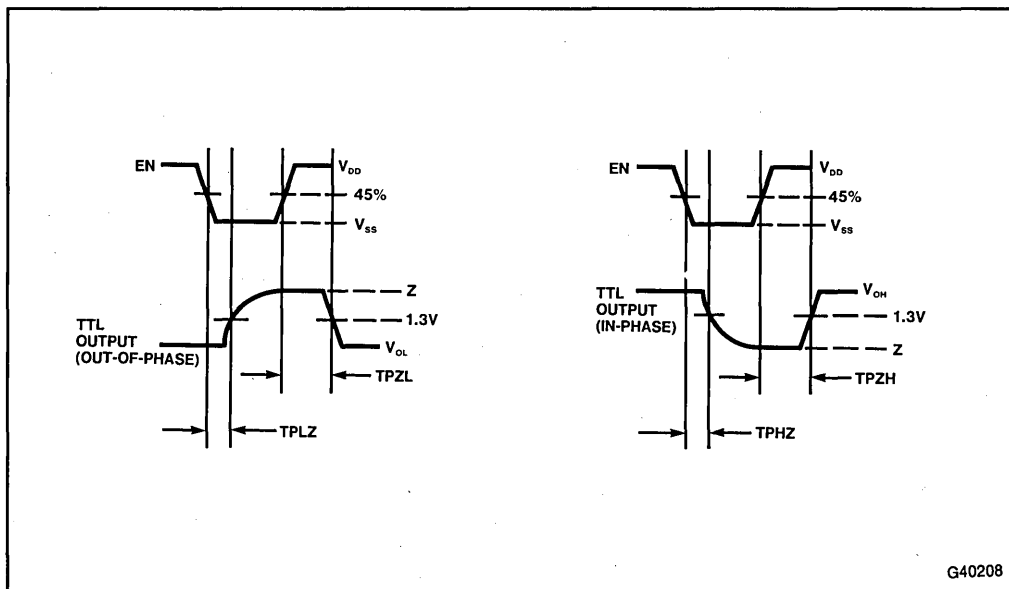 EN
V_DD
45%
V_SS
Z
1.3V
TTL
OUTPUT
(OUT-OF-PHASE)
V_OL
TPZL
TPLZ
EN
V_DD
45%
V_SS
TTL
OUTPUT
(IN-PHASE)
V_OH
1.3V
Z
TPZH
TPHZ
G40208